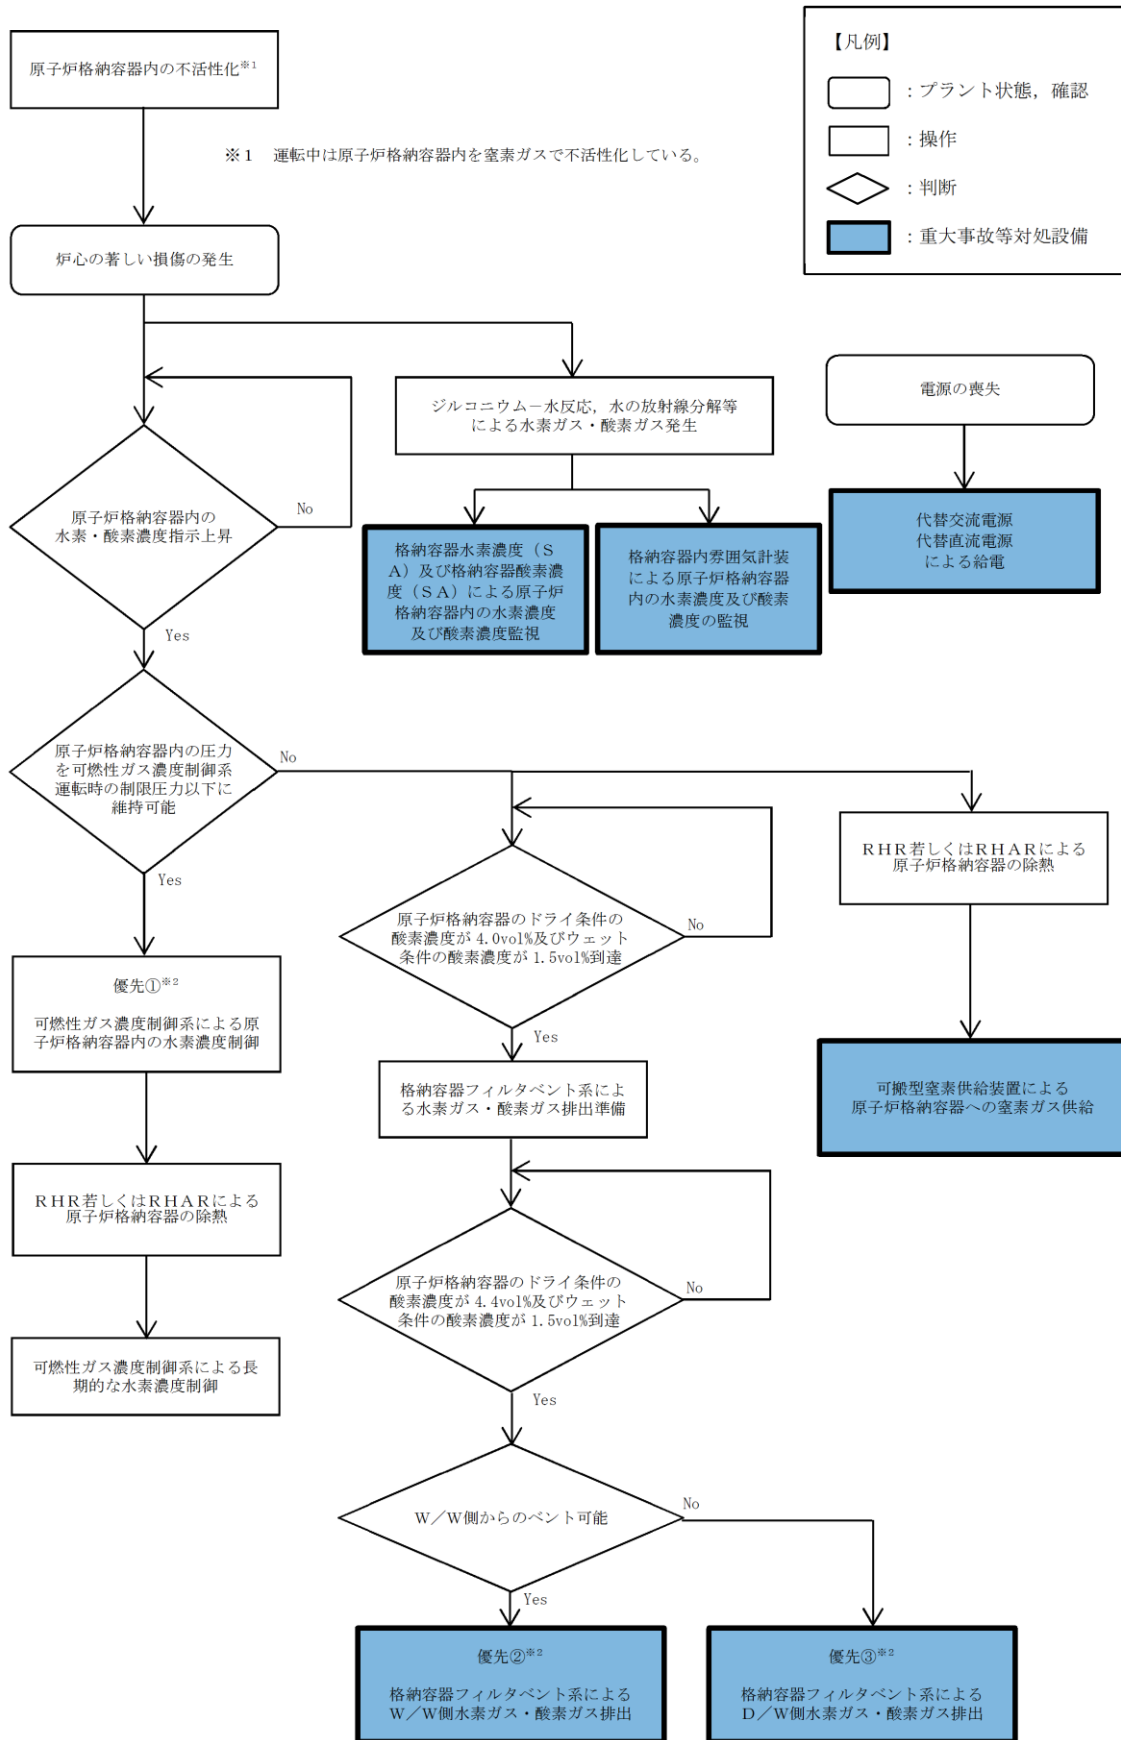 原子炉格納容器内の不活性化※1
※1　運転中は原子炉格納容器内を窒素ガスで不活性化している。
【凡例】
：プラント状態，確認
：操作
：判断
：重大事故等対処設備
炉心の著しい損傷の発生
ジルコニウム－水反応，水の放射線分解等
による水素ガス・酸素ガス発生
電源の喪失
原子炉格納容器内の
水素・酸素濃度指示上昇
No
Yes
格納容器水素濃度（Ｓ
Ａ）及び格納容器酸素濃
度（ＳＡ）による原子炉
格納容器内の水素濃度
及び酸素濃度監視
格納容器内雰囲気計装
による原子炉格納容器
内の水素濃度及び酸素
濃度の監視
代替交流電源
代替直流電源
による給電
原子炉格納容器内の圧力
を可燃性ガス濃度制御系
運転時の制限圧力以下に
維持可能
No
Yes
原子炉格納容器のドライ条件の
酸素濃度が 4.0vol%及びウェット
条件の酸素濃度が 1.5vol%到達
No
Yes
ＲＨＲ若しくはＲＨＡＲによる
原子炉格納容器の除熱
優先①※2
可燃性ガス濃度制御系による原
子炉格納容器内の水素濃度制御
格納容器フィルタベント系によ
る水素ガス・酸素ガス排出準備
可搬型窒素供給装置による
原子炉格納容器への窒素ガス供給
ＲＨＲ若しくはＲＨＡＲによる
原子炉格納容器の除熱
原子炉格納容器のドライ条件の
酸素濃度が 4.4vol%及びウェット
条件の酸素濃度が 1.5vol%到達
No
Yes
可燃性ガス濃度制御系による長
期的な水素濃度制御
Ｗ／Ｗ側からのベント可能
No
Yes
優先②※2
格納容器フィルタベント系による
Ｗ／Ｗ側水素ガス・酸素ガス排出
優先③※2
格納容器フィルタベント系による
Ｄ／Ｗ側水素ガス・酸素ガス排出